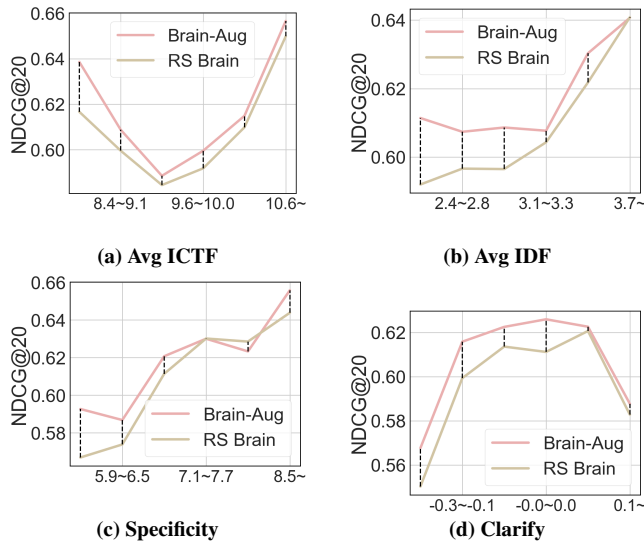 NDCG@20
0.66
0.64
0.62
0.60
Brain-Aug
RS Brain
8.4~9.1
9.6~10.0
10.6~
(a) Avg ICTF
NDCG@20
0.64
0.62
0.60
Brain-Aug
RS Brain
2.4~2.8
3.1~3.3
3.7~
(b) Avg IDF
NDCG@20
0.66
0.64
0.62
0.60
0.58
Brain-Aug
RS Brain
5.9~6.5
7.1~7.7
8.5~
(c) Specificity
NDCG@20
0.62
0.60
0.58
0.56
Brain-Aug
RS Brain
-0.3~-0.1
-0.0~0.0
0.1~
(d) Clarify